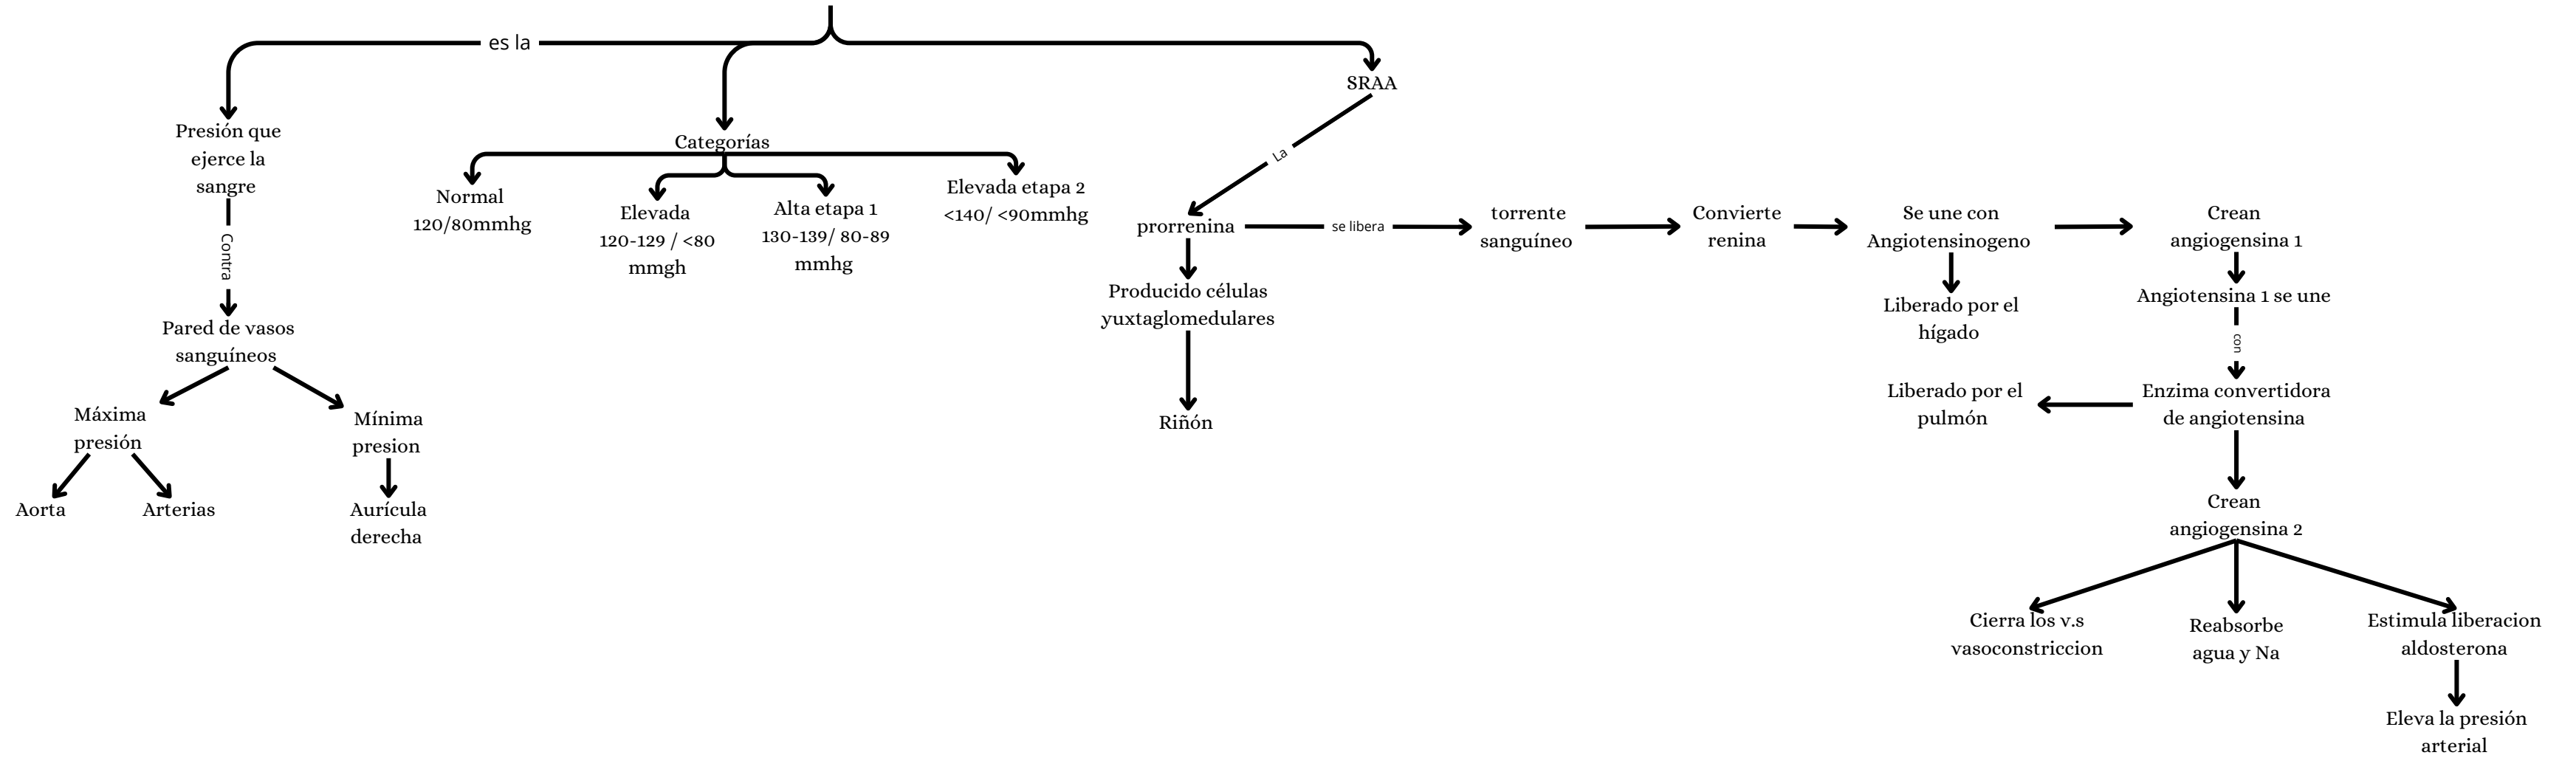 es la
Presión que
ejerce la
sangre
Contra
Pared de vasos
sanguíneos
Máxima
presión
Aorta
Arterias
Mínima
presion
Aurícula
derecha
Categorías
Normal
120/80mmhg
Elevada
120-129 / <80
mmgh
Alta etapa 1
130-139/ 80-89
mmhg
Elevada etapa 2
<140/ <90mmhg
SRAA
La
prorrenina
Producido células
yuxtaglomedulares
Riñón
se libera
torrente
sanguíneo
Convierte
renina
Se une con
Angiotensinogeno
Liberado por el
hígado
Crean
angiogensina 1
Angiotensina 1 se une
con
Enzima convertidora
de angiotensina
Liberado por el
pulmón
Crean
angiogensina 2
Cierra los v.s
vasoconstriccion
Reabsorbe
agua y Na
Estimula liberacion
aldosterona
Eleva la presión
arterial